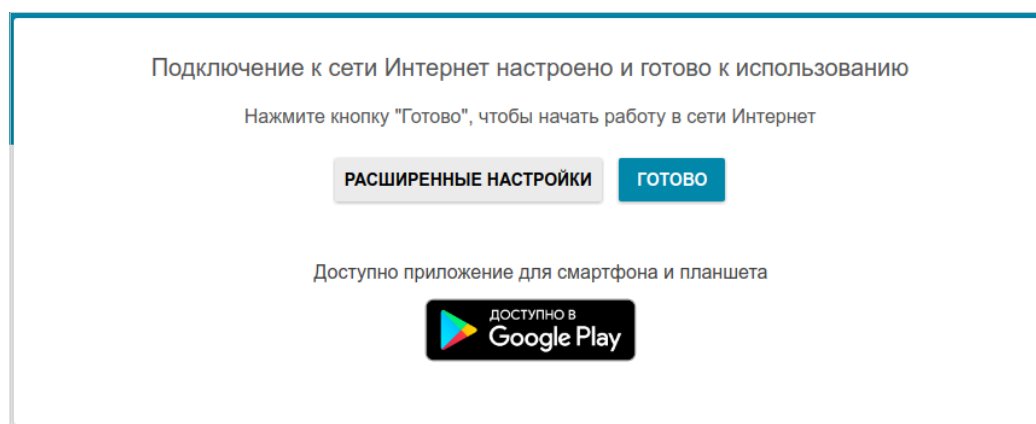 Подключение к сети Интернет настроено и готово к использованию
Нажмите кнопку "Готово", чтобы начать работу в сети Интернет
РАСШИРЕННЫЕ НАСТРОЙКИ ГОТОВО
Доступно приложение для смартфона и планшета
ДОСТУПНО В
Google Play